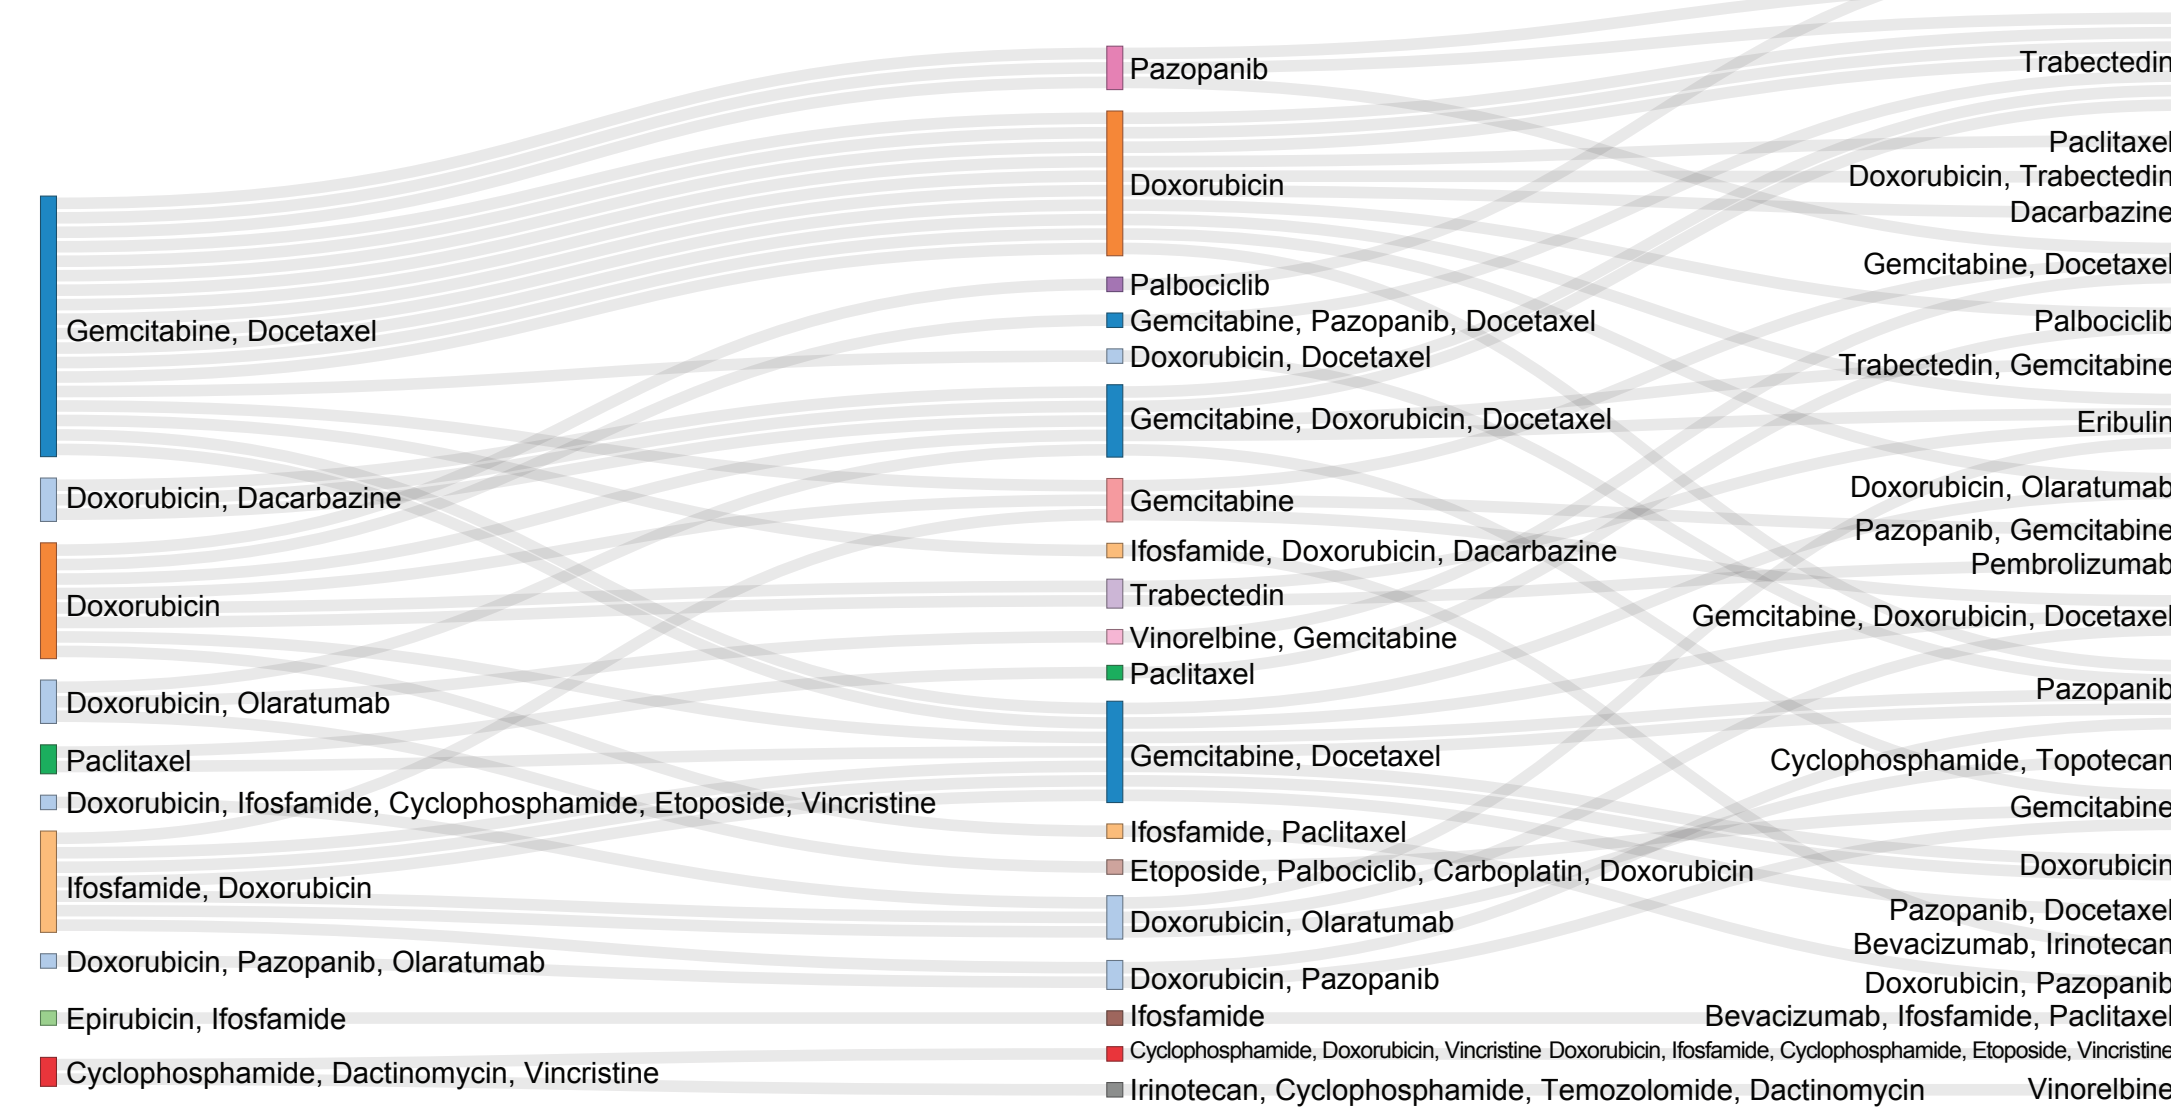 Gemcitabine, Docetaxel
Doxorubicin, Dacarbazine
Doxorubicin
Doxorubicin, Olaratumab
Paclitaxel
Doxorubicin, Ifosfamide, Cyclophosphamide, Etoposide, Vincristine
Ifosfamide, Doxorubicin
Doxorubicin, Pazopanib, Olaratumab
Epirubicin, Ifosfamide
Cyclophosphamide, Dactinomycin, Vincristine
Pazopanib
Doxorubicin
Palbociclib
Gemcitabine, Pazopanib, Docetaxel
Doxorubicin, Docetaxel
Gemcitabine, Doxorubicin, Docetaxel
Gemcitabine
Ifosfamide, Doxorubicin, Dacarbazine
Trabectedin
Vinorelbine, Gemcitabine
Paclitaxel
Gemcitabine, Docetaxel
Ifosfamide, Paclitaxel
Etoposide, Palbociclib, Carboplatin, Doxorubicin
Doxorubicin, Olaratumab
Doxorubicin, Pazopanib
Ifosfamide
Cyclophosphamide, Doxorubicin, Vincristine
Irinotecan, Cyclophosphamide, Temozolomide, Dactinomycin
Trabectedin
Paclitaxel
Doxorubicin, Trabectedin
Dacarbazine
Gemcitabine, Docetaxel
Palbociclib
Trabectedin, Gemcitabine
Eribulin
Doxorubicin, Olaratumab
Pazopanib, Gemcitabine
Pembrolizumab
Gemcitabine, Doxorubicin, Docetaxel
Pazopanib
Cyclophosphamide, Topotecan
Gemcitabine
Doxorubicin
Pazopanib, Docetaxel
Bevacizumab, Irinotecan
Doxorubicin, Pazopanib
Bevacizumab, Ifosfamide, Paclitaxel
Doxorubicin, Ifosfamide, Cyclophosphamide, Etoposide, Vincristine
Vinorelbine